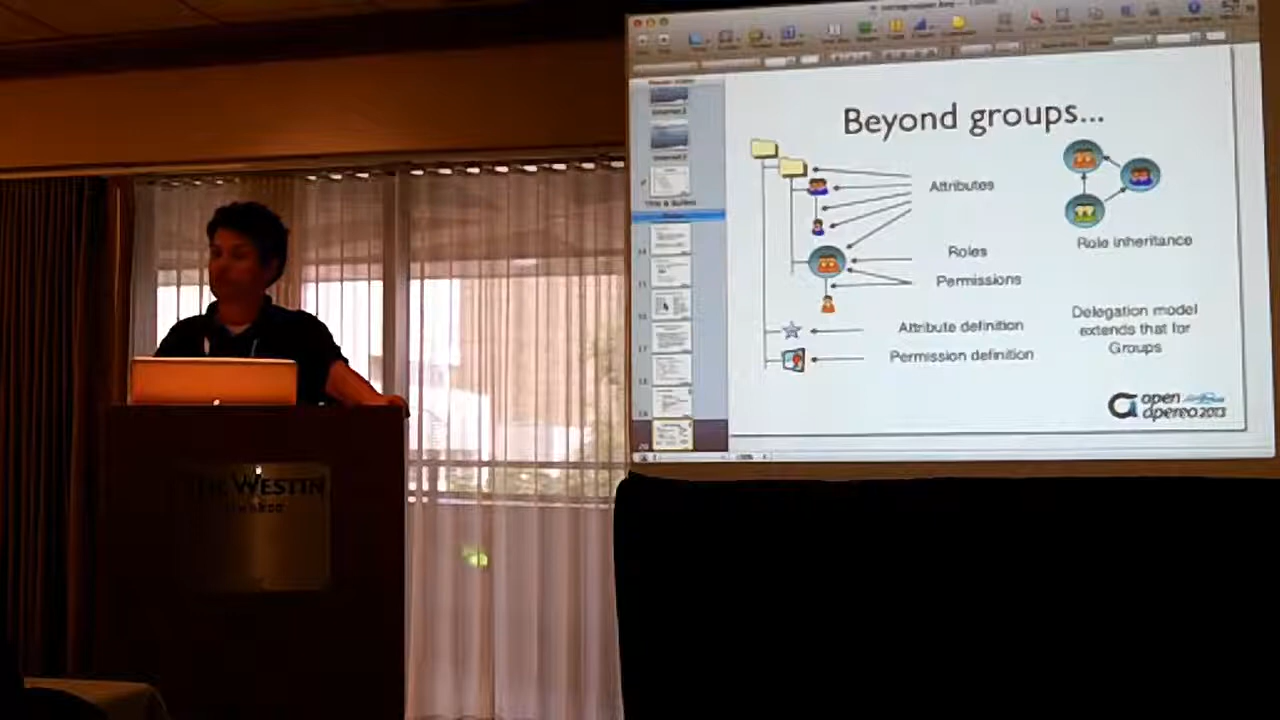 Beyond groups...
Attributes
Roles
Permissions
Attribute definition
Permission definition
Role inheritance
Delegation model
extends that for
Groups
open
apereo 2013
THE WESTIN